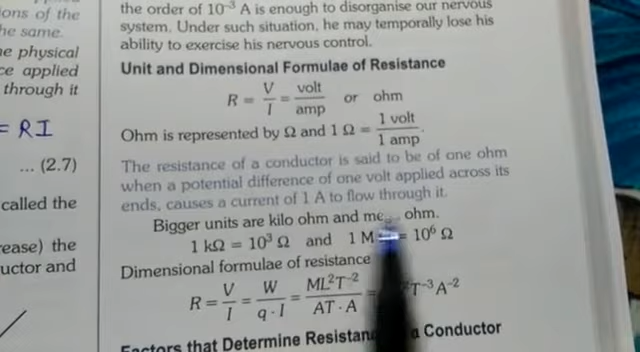 ions of the
he same.
e physical
ce applied
through it
= RI
... (2.7)
called the
rease) the
uctor and
the order of 10⁻³ A is enough to disorganise our nervous
system. Under such situation, he may temporally lose his
ability to exercise his nervous control.
Unit and Dimensional Formulae of Resistance
R = V/I = volt/amp or ohm
Ohm is represented by Ω and 1 Ω = 1 volt/1 amp.
The resistance of a conductor is said to be of one ohm
when a potential difference of one volt applied across its
ends, causes a current of 1 A to flow through it.
Bigger units are kilo ohm and ohm.
1 kΩ = 10³ Ω and 1 M = 10⁶ Ω
Dimensional formulae of resistance
R = V/I = W/q·I = ML²T⁻²/AT·A = T⁻³A⁻²
Factors that Determine a Conductor